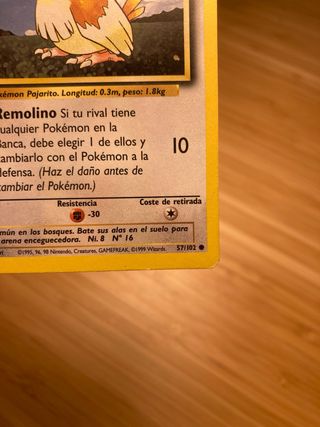 kémon Pajarito. Longitud: 0.3m, peso: 1.8kg
Remolino Si tu rival tiene
ualquier Pokémon en la
Banca, debe elegir 1 de ellos y
ambiarlo con el Pokémon a la
defensa. (Haz el daño antes de
cambiar el Pokémon.)
10
Resistencia
Coste de retirada
-30
mún en los bosques. Bate sus alas en el suelo para
arena enceguecedora. Ni. 8 Nº 16
©1995, 96, 98 Nintendo, Creatures, GAMEFREAK. ©1999 Wizards.
57/102